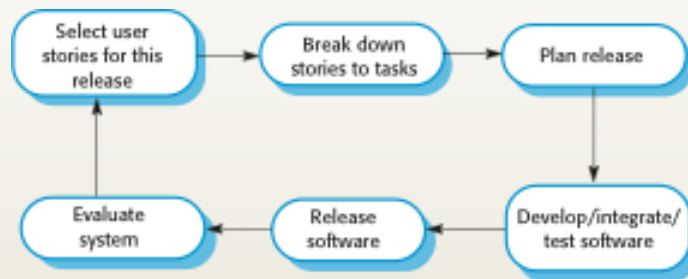 Select user
stories for this
release
Break down
stories to tasks
Plan release
Develop/integrate/
test software
Release
software
Evaluate
system